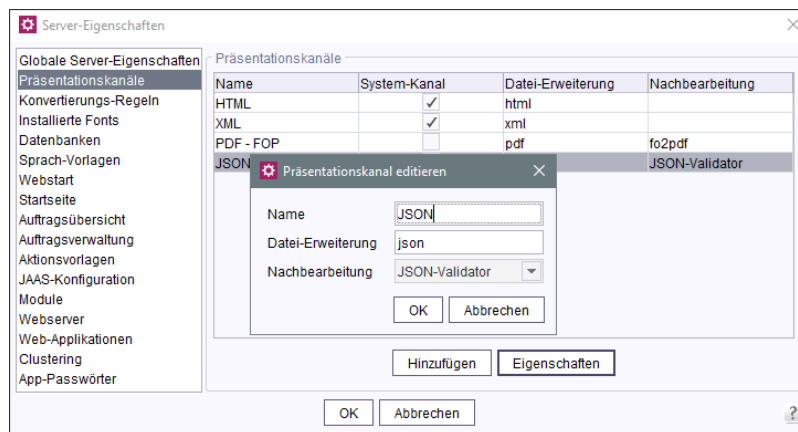 Server-Eigenschaften
Globale Server-Eigenschaften
Präsentationskanäle
Konvertierungs-Regeln
Installierte Fonts
Datenbanken
Sprach-Vorlagen
Webstart
Startseite
Auftragsübersicht
Auftragsverwaltung
Aktionsvorlagen
JAAS-Konfiguration
Module
Webserver
Web-Applikationen
Clustering
App-Passwörter
Präsentationskanäle
Name System-Kanal Datei-Erweiterung Nachbearbeitung
HTML html
XML xml
PDF - FOP pdf fo2pdf
JSON JSON-Validator
Präsentationskanal editieren
Name JSON
Datei-Erweiterung json
Nachbearbeitung JSON-Validator
OK Abbrechen
Hinzufügen Eigenschaften
OK Abbrechen
?